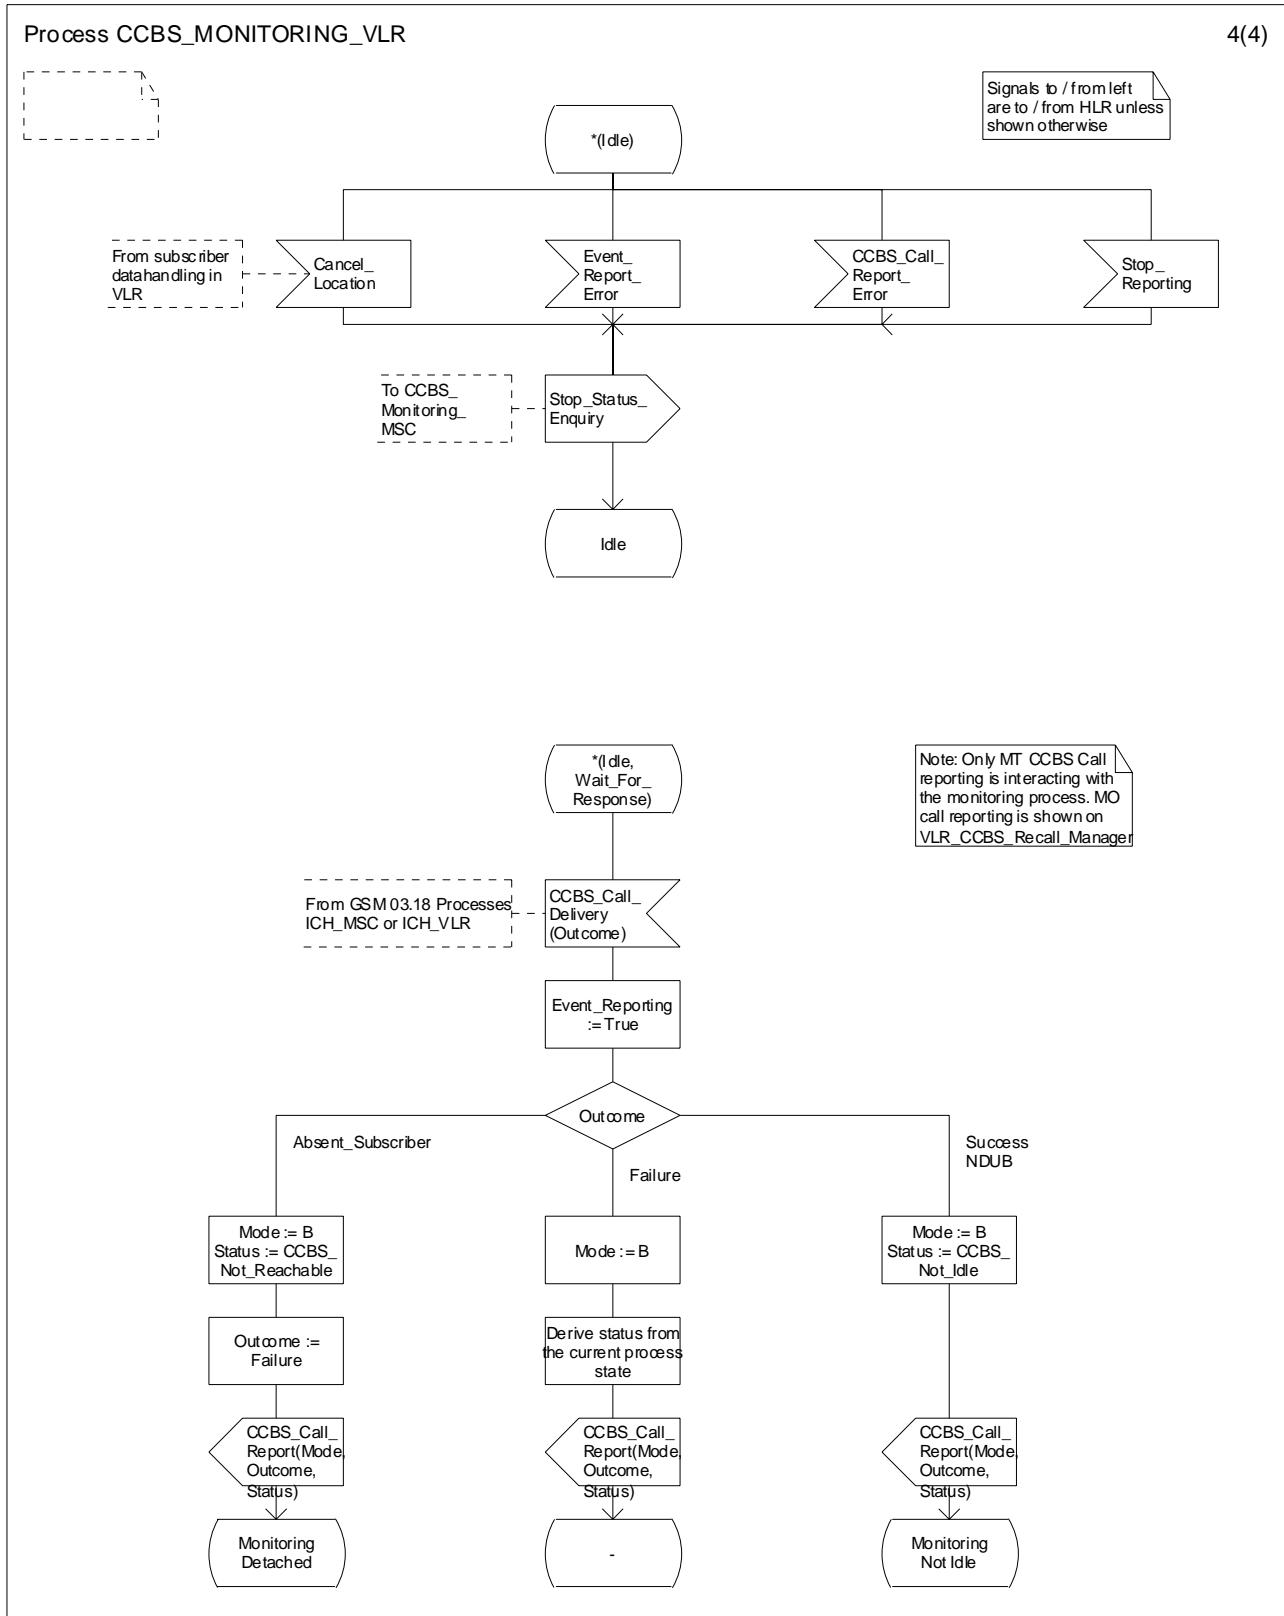 Process CCBS_MONITORING_VLR
4(4)
Signals to / from left
are to / from HLR unless
shown otherwise
*(Idle)
From subscriber
datahandling in
VLR
Cancel_
Location
Event_
Report_
Error
CCBS_Call_
Report_
Error
Stop_
Reporting
To CCBS_
Monitoring_
MSC
Stop_Status_
Enquiry
Idle
*(Idle,
Wait_For_
Response)
Note: Only MT CCBS Call
reporting is interacting with
the monitoring process. MO
call reporting is shown on
VLR_CCBS_Recall_Manager
From GSM 03.18 Processes
ICH_MSC or ICH_VLR
CCBS_Call_
Delivery
(Outcome)
Event_Reporting
:= True
Outcome
Absent_Subscriber
Failure
Success
NDUB
Mode := B
Status := CCBS_
Not_Reachable
Mode := B
Mode := B
Status := CCBS_
Not_Idle
Outcome :=
Failure
Derive status from
the current process
state
CCBS_Call_
Report(Mode,
Outcome,
Status)
CCBS_Call_
Report(Mode,
Outcome,
Status)
CCBS_Call_
Report(Mode,
Outcome,
Status)
Monitoring
Detached
-
Monitoring
Not Idle